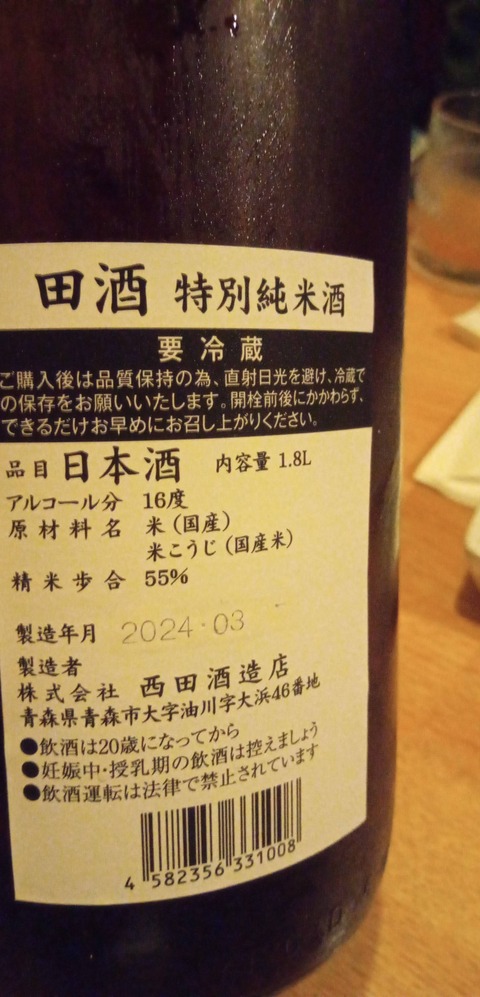 田酒 特別純米酒
要冷蔵
ご購入後は品質保持の為、直射日光を避け、冷蔵で
の保存をお願いいたします。開栓前後にかかわらず、
できるだけお早めにお召し上がりください。
品目 日本酒 内容量 1.8L
アルコール分 16度
原材料名 米（国産）
米こうじ（国産米）
精米歩合 55%
製造年月 2024·03
製造者
株式会社 西田酒造店
青森県青森市大字油川字大浜46番地
●飲酒は20歳になってから
●妊娠中・授乳期の飲酒は控えましょう
●飲酒運転は法律で禁止されています
4 582356 331008